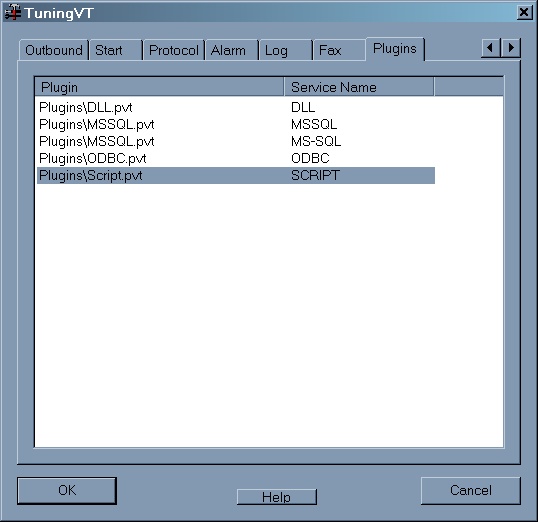 TuningVT
Outbound Start Protocol Alarm Log Fax Plugins
Plugin Service Name
Plugins\DLL.pvt DLL
Plugins\MSSQL.pvt MSSQL
Plugins\MSSQL.pvt MS-SQL
Plugins\ODBC.pvt ODBC
Plugins\Script.pvt SCRIPT
OK Help Cancel